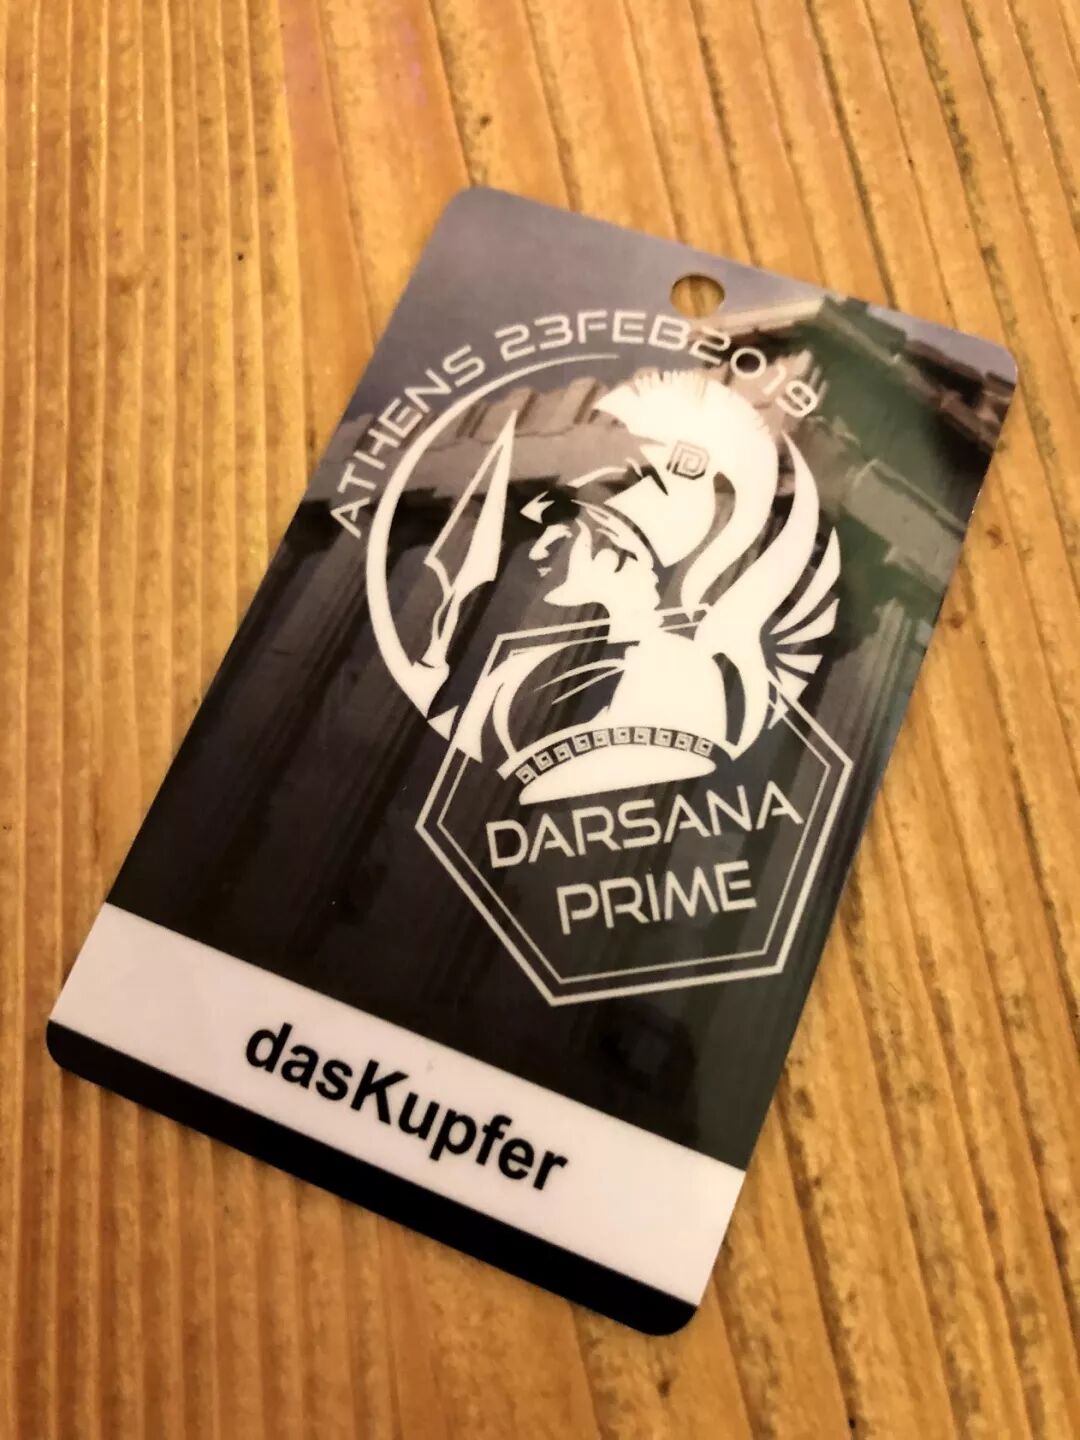 ATHENS 23FEB2019
D
DARSANA
PRIME
dasKupfer